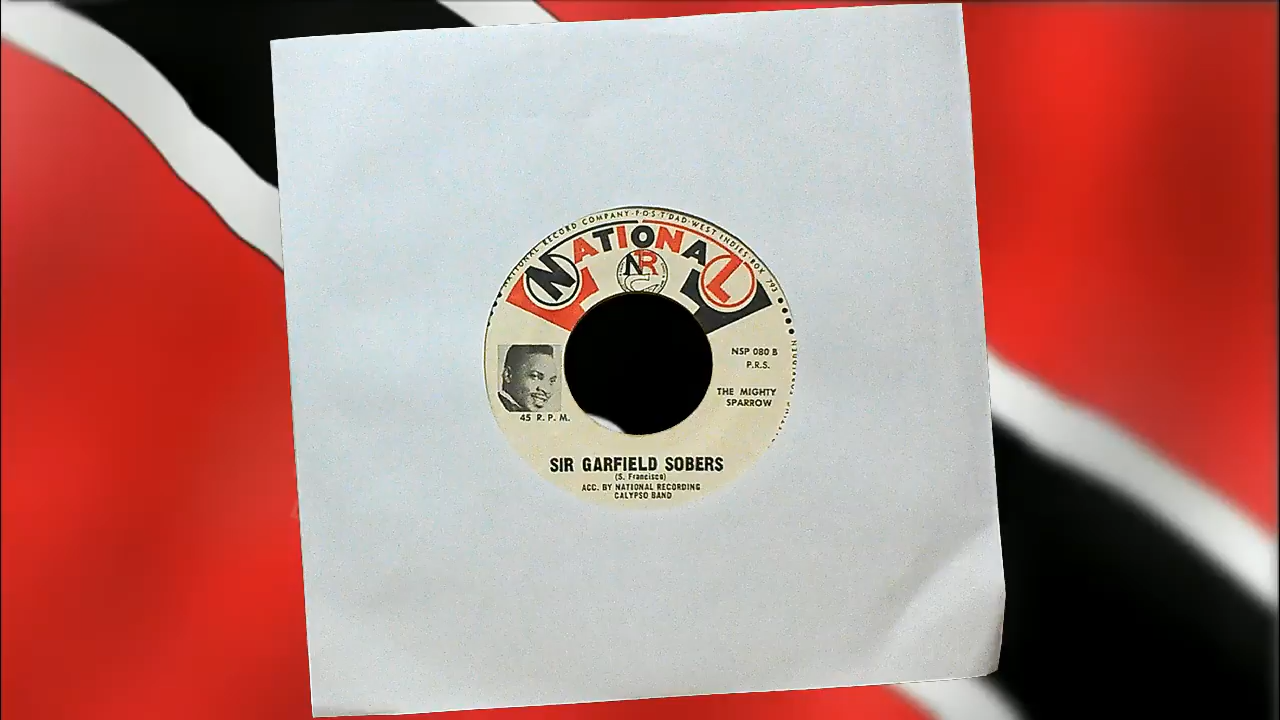 NATIONAL RECORD COMPANY·P·O·S·T'DAD·WEST INDIES·BOX 793
NATIONAL
NR
NSP 080 B
P.R.S.
THE MIGHTY
SPARROW
45 R. P. M.
SIR GARFIELD SOBERS
(S. Francisco)
ACC. BY NATIONAL RECORDING
CALYPSO BAND